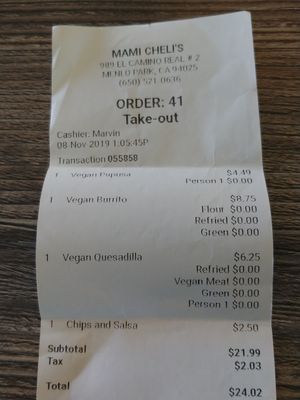 MAMI CHELI'S
989 EL CAMINO REAL # 2
MENLO PARK, CA 94025
(650) 521-0636
ORDER: 41
Take-out
Cashier: Marvin
08 Nov 2019 1:05:45P
Transaction 055858
1 Vegan Pupusa $4.49
Person 1 $0.00
1 Vegan Burrito $8.75
Flour $0.00
Refried $0.00
Green $0.00
1 Vegan Quesadilla $6.25
Refried $0.00
Vegan Meat $0.00
Green $0.00
Person 1 $0.00
1 Chips and Salsa $2.50
Subtotal $21.99
Tax $2.03
Total $24.02